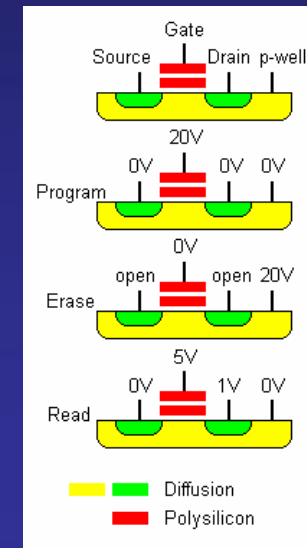 Gate
Source Drain p-well
20V
0V 0V 0V
Program
0V
open open 20V
Erase
5V
0V 1V 0V
Read
Diffusion
Polysilicon